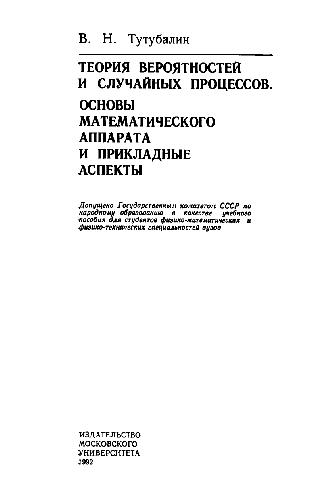 В. Н. Тутубалин
ТЕОРИЯ ВЕРОЯТНОСТЕЙ
И СЛУЧАЙНЫХ ПРОЦЕССОВ.
ОСНОВЫ
МАТЕМАТИЧЕСКОГО
АППАРАТА
И ПРИКЛАДНЫЕ
АСПЕКТЫ
Допущено Государственным комитетом СССР по
народному образованию в качестве учебного
пособия для студентов физико-математических и
физико-технических специальностей вузов
ИЗДАТЕЛЬСТВО
МОСКОВСКОГО
УНИВЕРСИТЕТА
1992